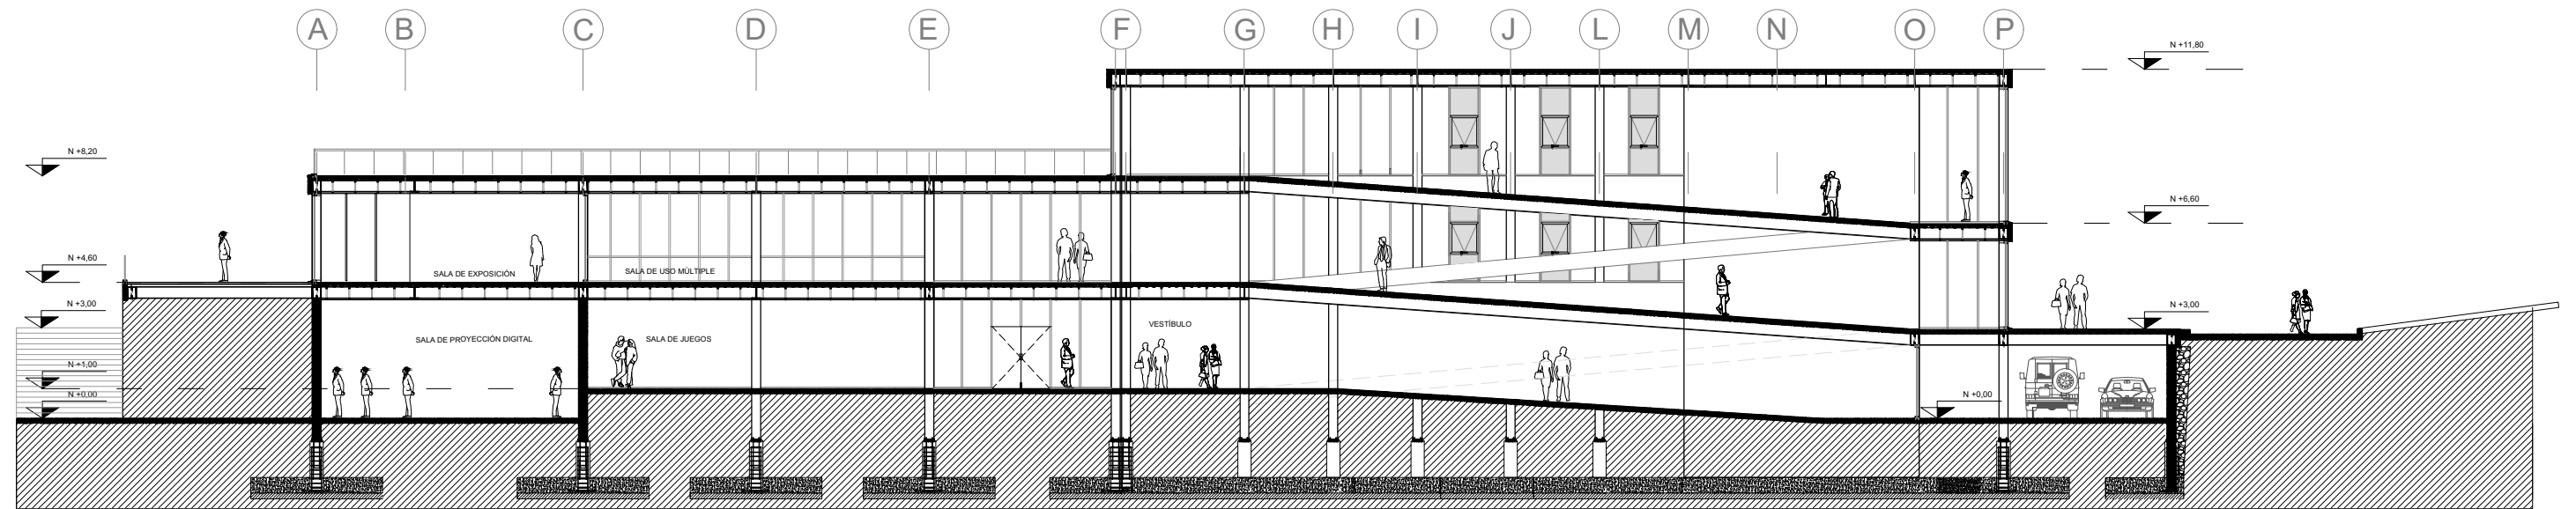 A B C D E F G H I J L M N O P
N +11,80
N +8,20
N +6,60
N +4,60
SALA DE EXPOSICIÓN
SALA DE USO MÚLTIPLE
N +3,00
N +3,00
VESTÍBULO
SALA DE PROYECCIÓN DIGITAL
SALA DE JUEGOS
N +1,00
N +0,00
N +0,00